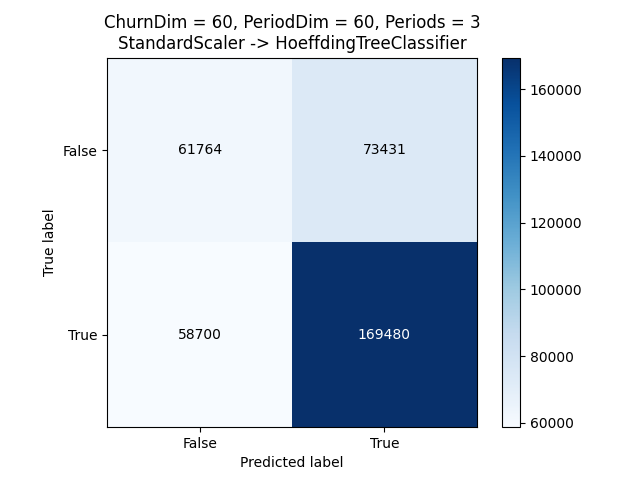 ChurnDim = 60, PeriodDim = 60, Periods = 3
StandardScaler -> HoeffdingTreeClassifier
True label
False
True
61764
73431
58700
169480
False
True
Predicted label
160000
140000
120000
100000
80000
60000